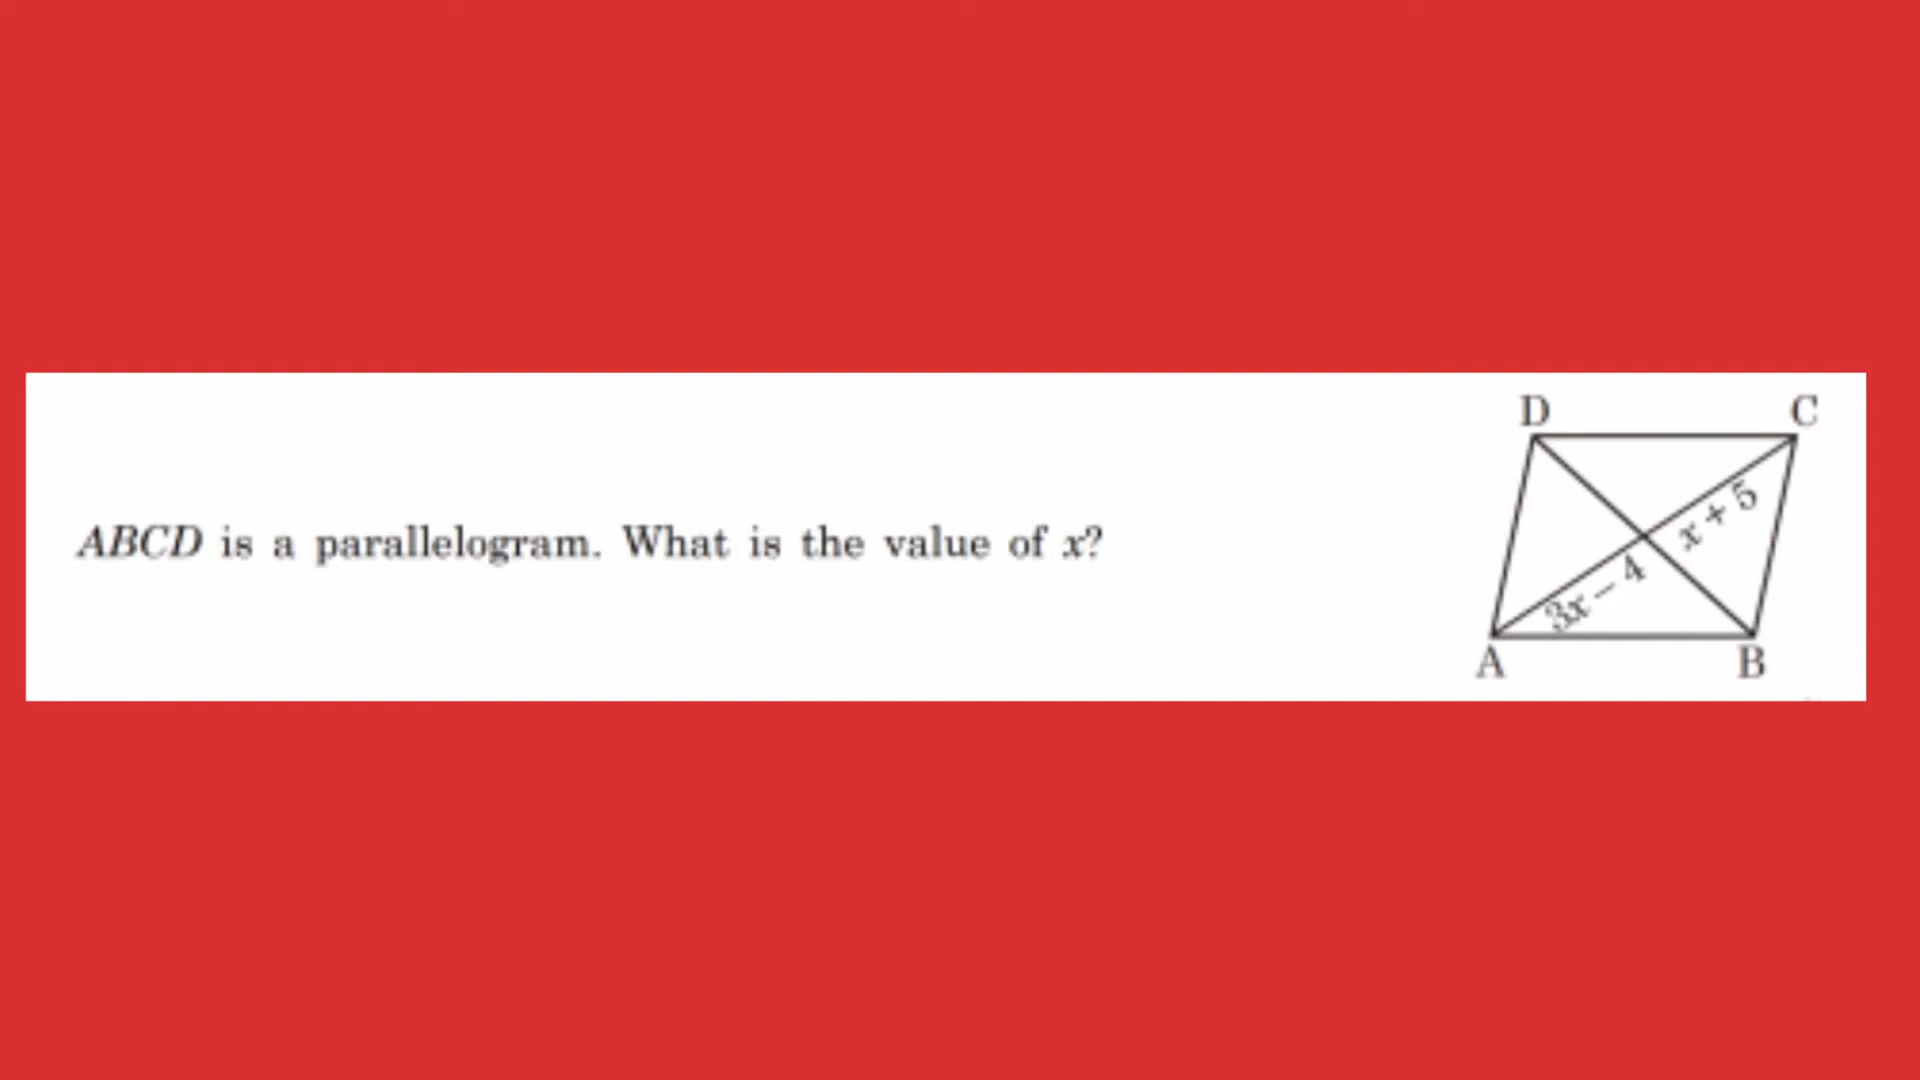 D C
x + 5
ABCD is a parallelogram. What is the value of x?
3x – 4
A B